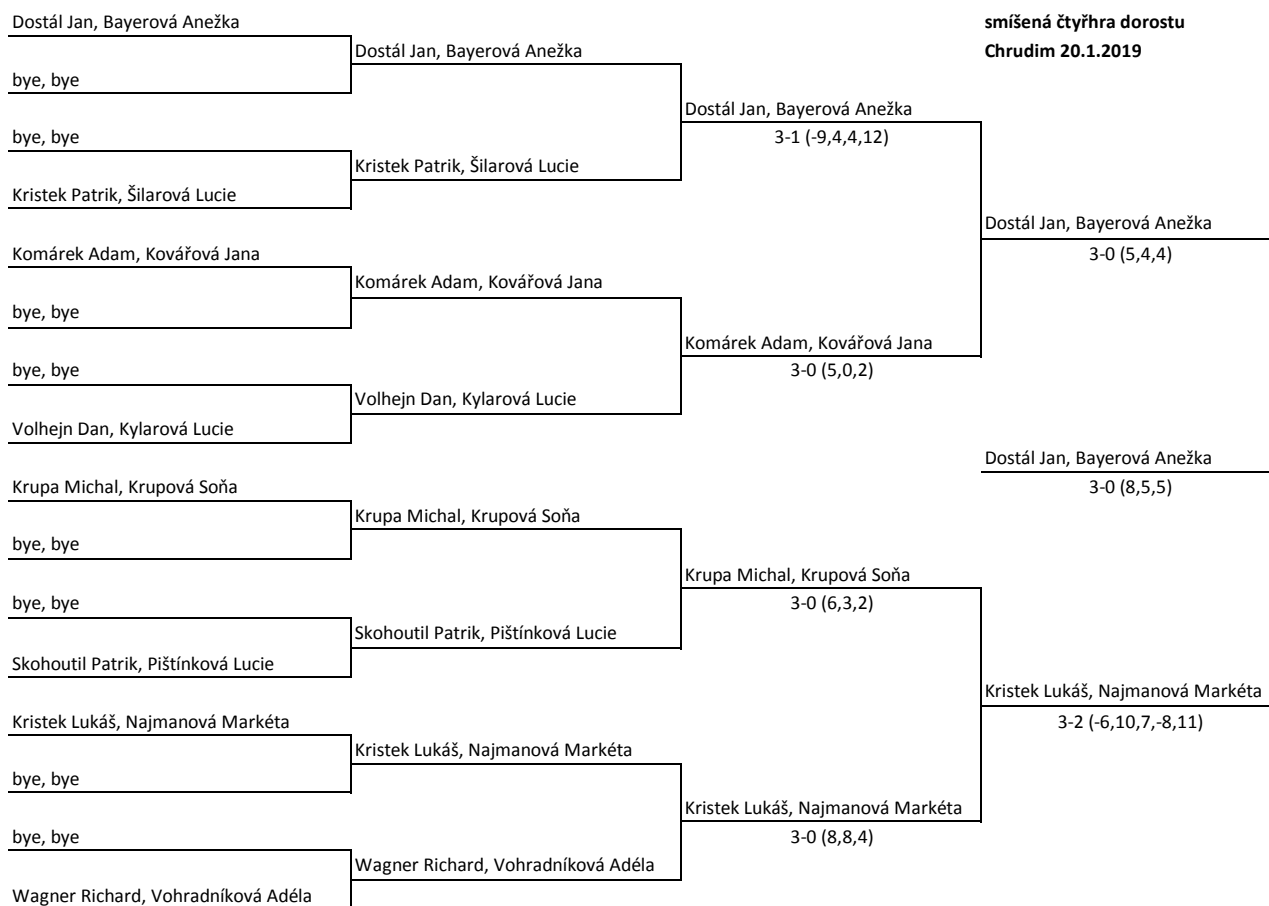 Dostál Jan, Bayerová Anežka
smíšená čtyřhra dorostu
Dostál Jan, Bayerová Anežka
Chrudim 20.1.2019
bye, bye
Dostál Jan, Bayerová Anežka
bye, bye
3-1 (-9,4,4,12)
Kristek Patrik, Šilarová Lucie
Kristek Patrik, Šilarová Lucie
Dostál Jan, Bayerová Anežka
Komárek Adam, Kovářová Jana
3-0 (5,4,4)
Komárek Adam, Kovářová Jana
bye, bye
Komárek Adam, Kovářová Jana
bye, bye
3-0 (5,0,2)
Volhejn Dan, Kylarová Lucie
Volhejn Dan, Kylarová Lucie
Dostál Jan, Bayerová Anežka
Krupa Michal, Krupová Soňa
3-0 (8,5,5)
Krupa Michal, Krupová Soňa
bye, bye
Krupa Michal, Krupová Soňa
bye, bye
3-0 (6,3,2)
Skohoutil Patrik, Pištínková Lucie
Skohoutil Patrik, Pištínková Lucie
Kristek Lukáš, Najmanová Markéta
Kristek Lukáš, Najmanová Markéta
3-2 (-6,10,7,-8,11)
Kristek Lukáš, Najmanová Markéta
bye, bye
Kristek Lukáš, Najmanová Markéta
bye, bye
3-0 (8,8,4)
Wagner Richard, Vohradníková Adéla
Wagner Richard, Vohradníková Adéla